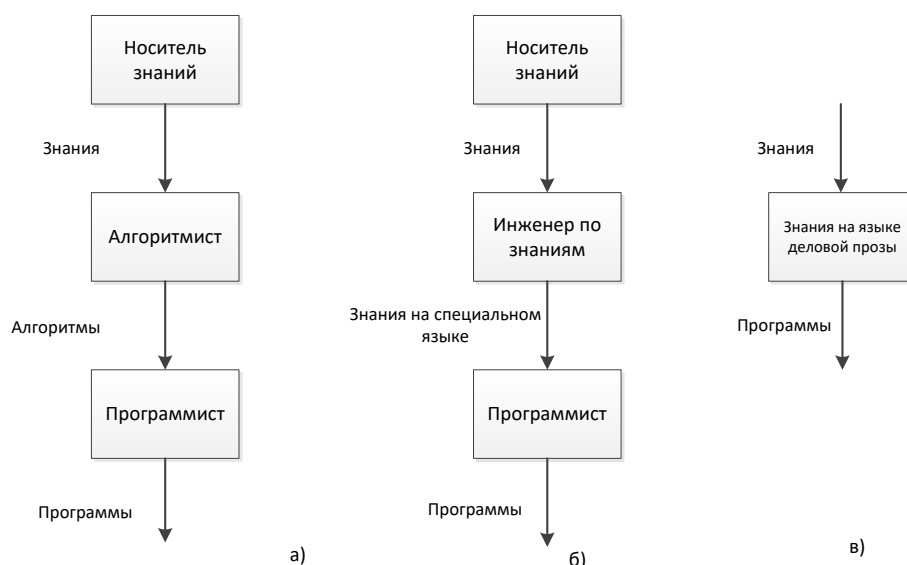 Носитель
знаний
Знания
Алгоритмист
Алгоритмы
Программист
Программы
а)
Носитель
знаний
Знания
Инженер по
знаниям
Знания на специальном
языке
Программист
Программы
б)
Знания
Знания на языке
деловой прозы
Программы
в)